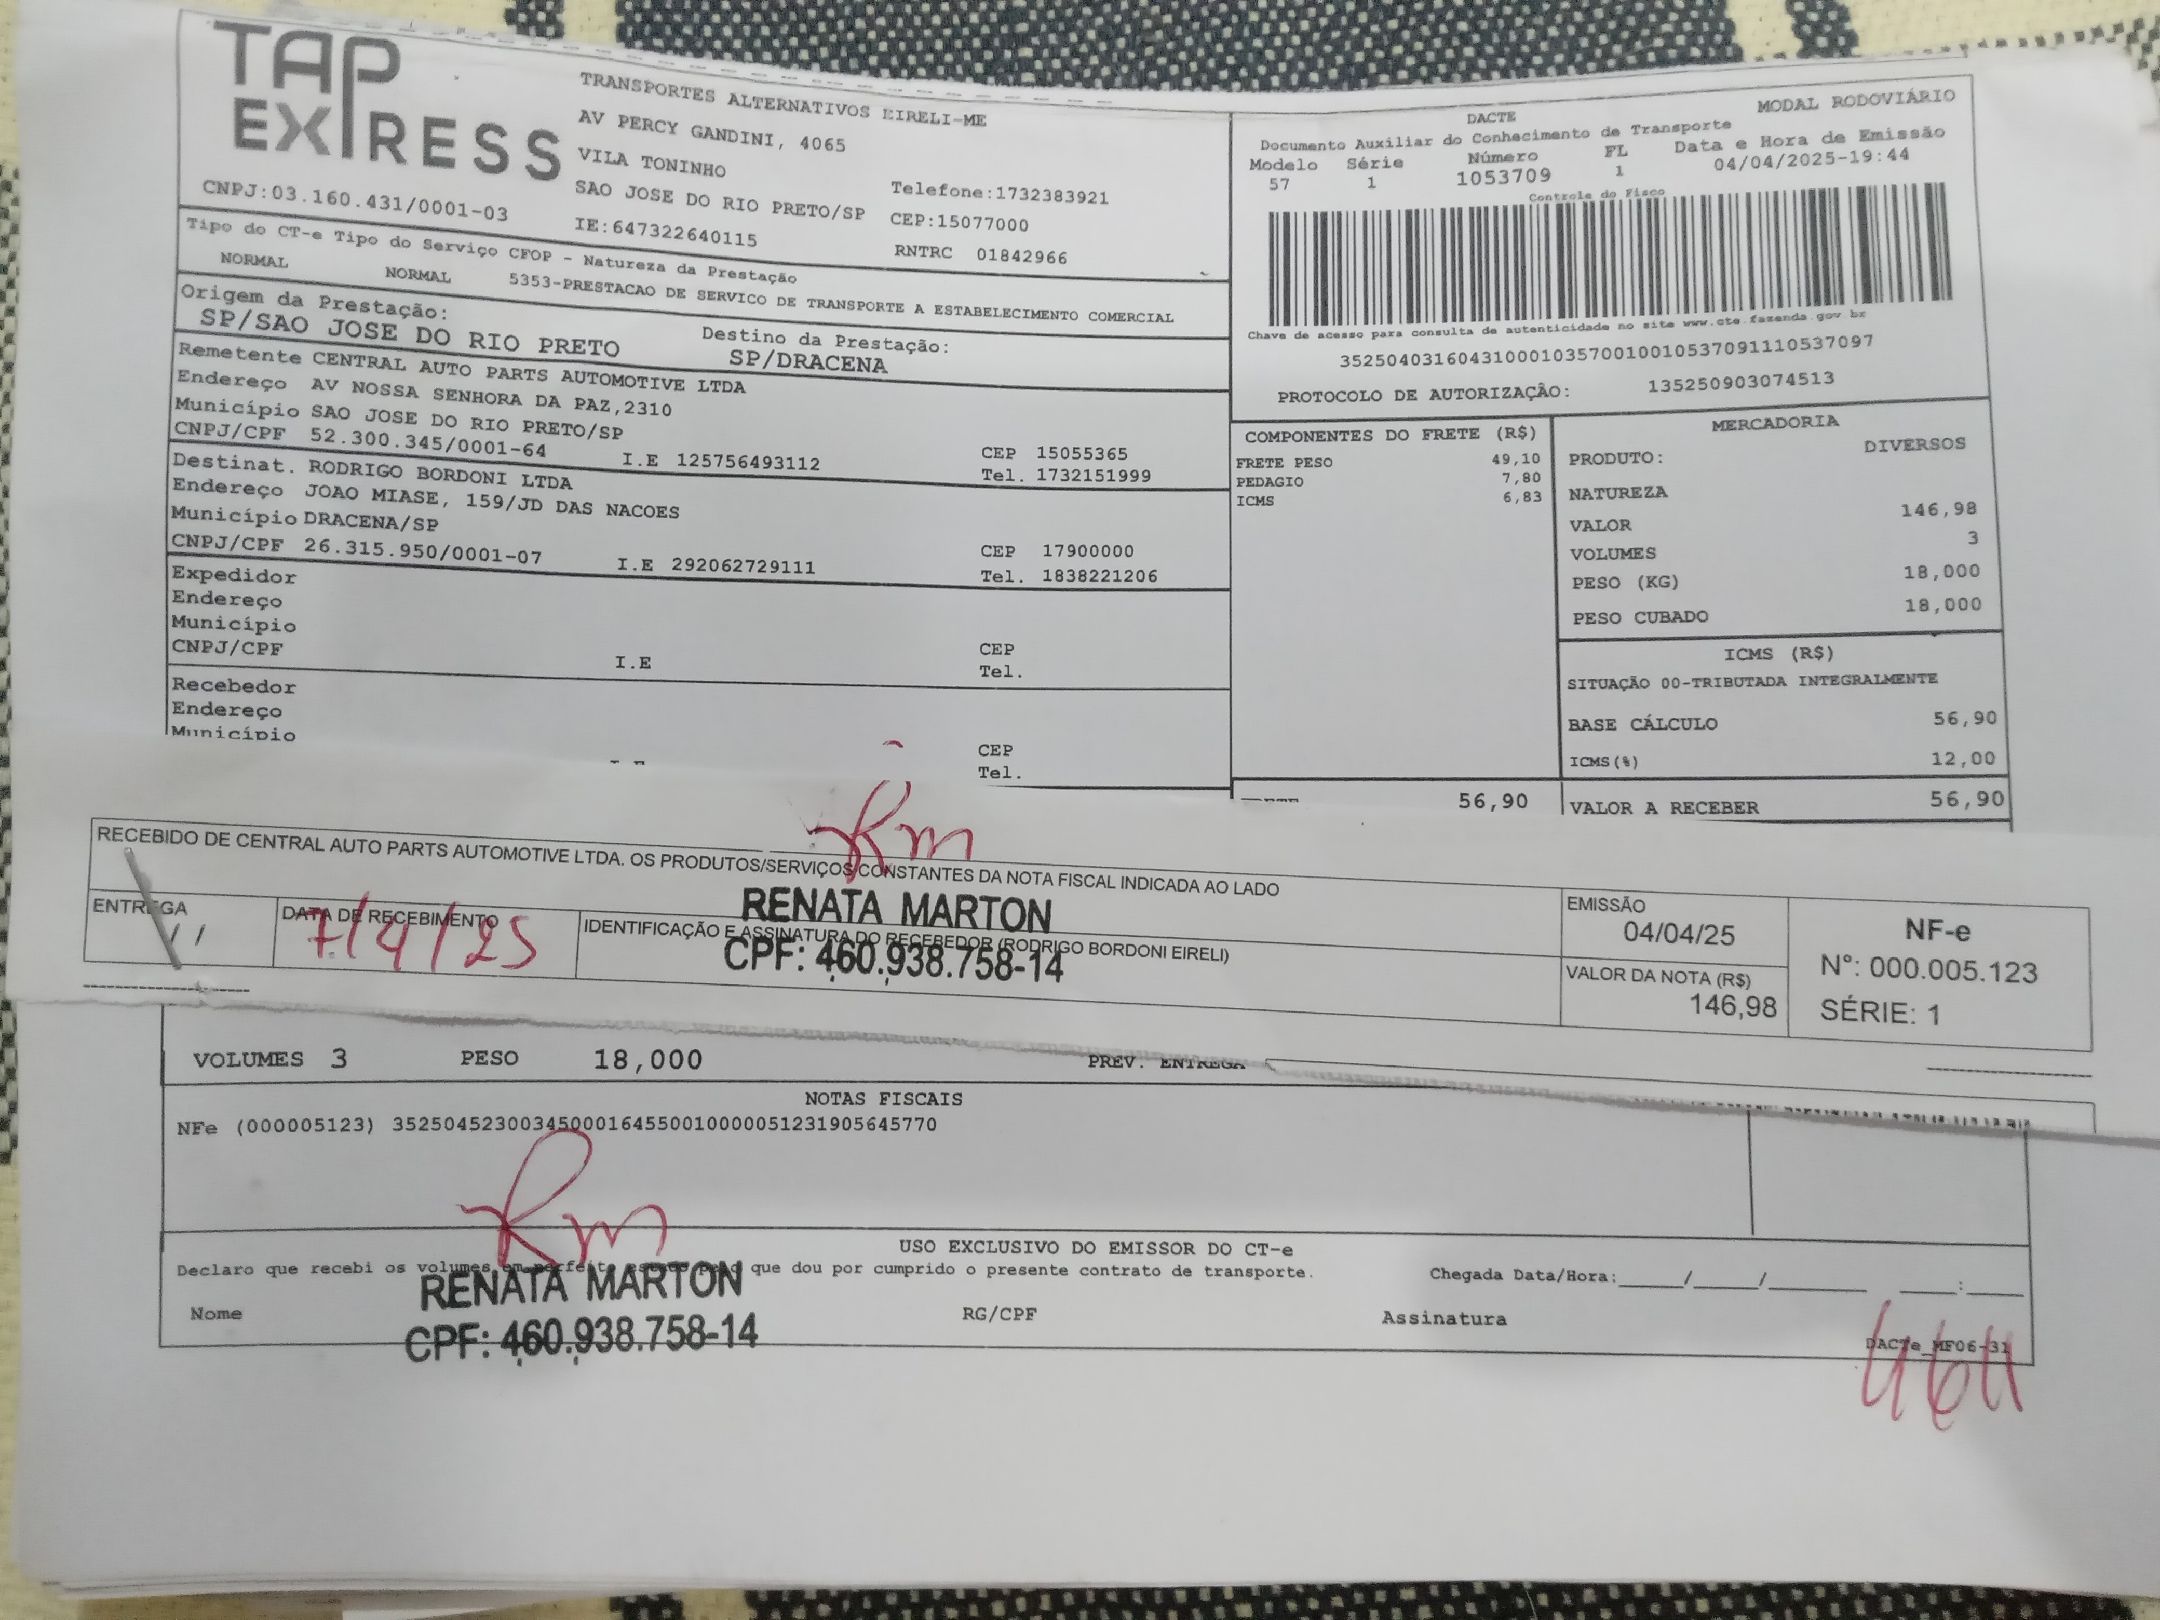 TAP
EXPRESS
CNPJ:03.160.431/0001-03
TRANSPORTES ALTERNATIVOS EIRELI-ME
AV PERCY GANDINI, 4065
VILA TONINHO
SAO JOSE DO RIO PRETO/SP
IE:647322640115
Telefone:1732383921
CEP:15077000
RNTRC 01842966
Tipo do CT-e Tipo do Serviço CFOP - Natureza da Prestação
NORMAL NORMAL 5353-PRESTACAO DE SERVICO DE TRANSPORTE A ESTABELECIMENTO COMERCIAL
Origem da Prestação:
SP/SAO JOSE DO RIO PRETO
Destino da Prestação:
SP/DRACENA
Remetente CENTRAL AUTO PARTS AUTOMOTIVE LTDA
Endereço AV NOSSA SENHORA DA PAZ,2310
Município SAO JOSE DO RIO PRETO/SP
CNPJ/CPF 52.300.345/0001-64 I.E 125756493112
CEP 15055365
Tel. 1732151999
Destinat. RODRIGO BORDONI LTDA
Endereço JOAO MIASE, 159/JD DAS NACOES
Município DRACENA/SP
CNPJ/CPF 26.315.950/0001-07 I.E 292062729111
CEP 17900000
Tel. 1838221206
Expedidor
Endereço
Município
CNPJ/CPF I.E
CEP
Tel.
Recebedor
Endereço
Município
CEP
Tel.
DACTE
MODAL RODOVIÁRIO
Documento Auxiliar do Conhecimento de Transporte
Modelo Série Número FL Data e Hora de Emissão
57 1 1053709 1 04/04/2025-19:44
Controle do Fisco
Chave de acesso para consulta de autenticidade no site www.cte.fazenda.gov br
35250403160431000103570010010537091110537097
PROTOCOLO DE AUTORIZAÇÃO: 135250903074513
COMPONENTES DO FRETE (R$)
FRETE PESO 49,10
PEDAGIO 7,80
ICMS 6,83
MERCADORIA
PRODUTO: DIVERSOS
NATUREZA
VALOR 146,98
VOLUMES 3
PESO (KG) 18,000
PESO CUBADO 18,000
ICMS (R$)
SITUAÇÃO 00-TRIBUTADA INTEGRALMENTE
BASE CÁLCULO 56,90
ICMS(%) 12,00
56,90
VALOR A RECEBER 56,90
Rm
RECEBIDO DE CENTRAL AUTO PARTS AUTOMOTIVE LTDA. OS PRODUTOS/SERVIÇOS CONSTANTES DA NOTA FISCAL INDICADA AO LADO
ENTREGA
DATA DE RECEBIMENTO
7/4/25
IDENTIFICAÇÃO E ASSINATURA DO RECEBEDOR (RODRIGO BORDONI EIRELI)
RENATA MARTON
CPF: 460.938.758-14
EMISSÃO
04/04/25
VALOR DA NOTA (R$)
146,98
NF-e
Nº: 000.005.123
SÉRIE: 1
VOLUMES 3 PESO 18,000 PREV. ENTREGA
NOTAS FISCAIS
NFe (000005123) 35250452300345000164550010000051231905645770
Rm
USO EXCLUSIVO DO EMISSOR DO CT-e
Declaro que recebi os volumes em perfeito estado pelo que dou por cumprido o presente contrato de transporte.
Chegada Data/Hora:____/____/______ ___:___
RENATA MARTON
CPF: 460.938.758-14
Nome
RG/CPF
Assinatura
DACTe_MF06-31